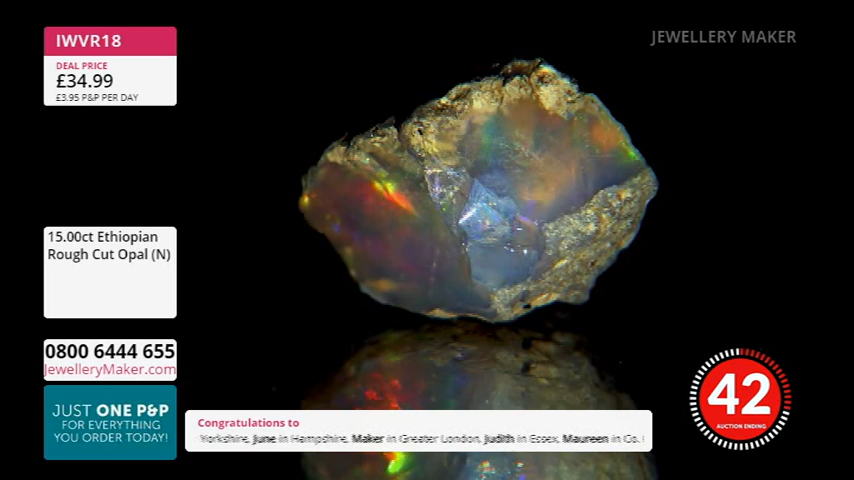 IWVR18
DEAL PRICE
£34.99
£3.95 P&P PER DAY
JEWELLERY MAKER
15.00ct Ethiopian
Rough Cut Opal (N)
0800 6444 655
JewelleryMaker.com
JUST ONE P&P
FOR EVERYTHING
YOU ORDER TODAY!
Congratulations to
Yorkshire, June in Hampshire, Maker in Greater London, Judith in Essex, Maureen in Co.
42
AUCTION ENDING